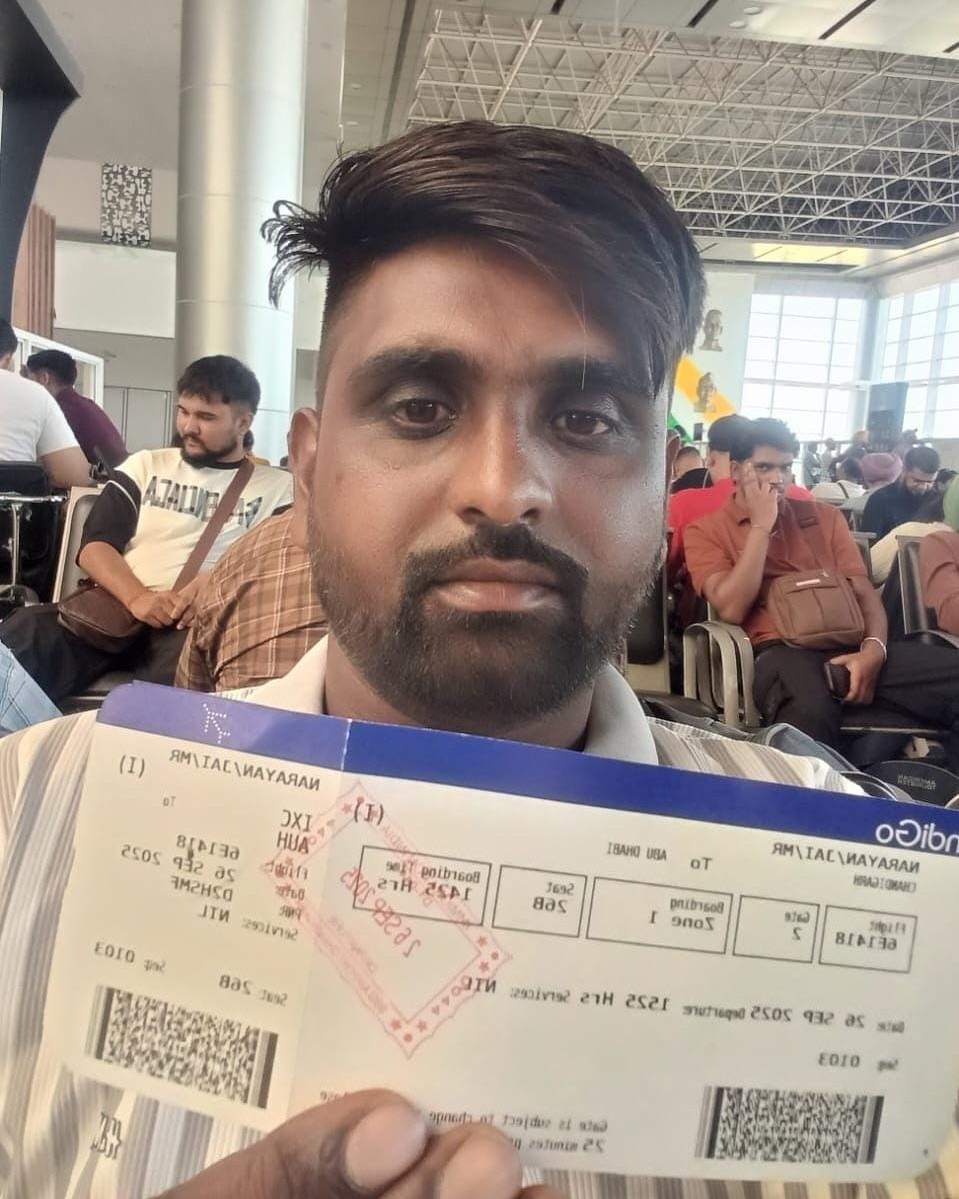 BALENCIAGA
IndiGo
NARAYAN/JAI/MR
CHANDIGARH To ABU DHABI (I)
Flight 6E1418
Gate 2
Boarding Zone 1
Seat 26B
Boarding Time 1425 Hrs
Date: 26 SEP 2025 Departure: 1525 Hrs Services: NIL
Seq 0103
Gate is subject to change
25 minutes
26 SEP 2025
NARAYAN/JAI/MR (I)
IXC To
AUH
Flight: 6E1418
Date: 26 SEP 2025
PNR D2HSMF
Services: NIL
Seq 0103
Seat 26B